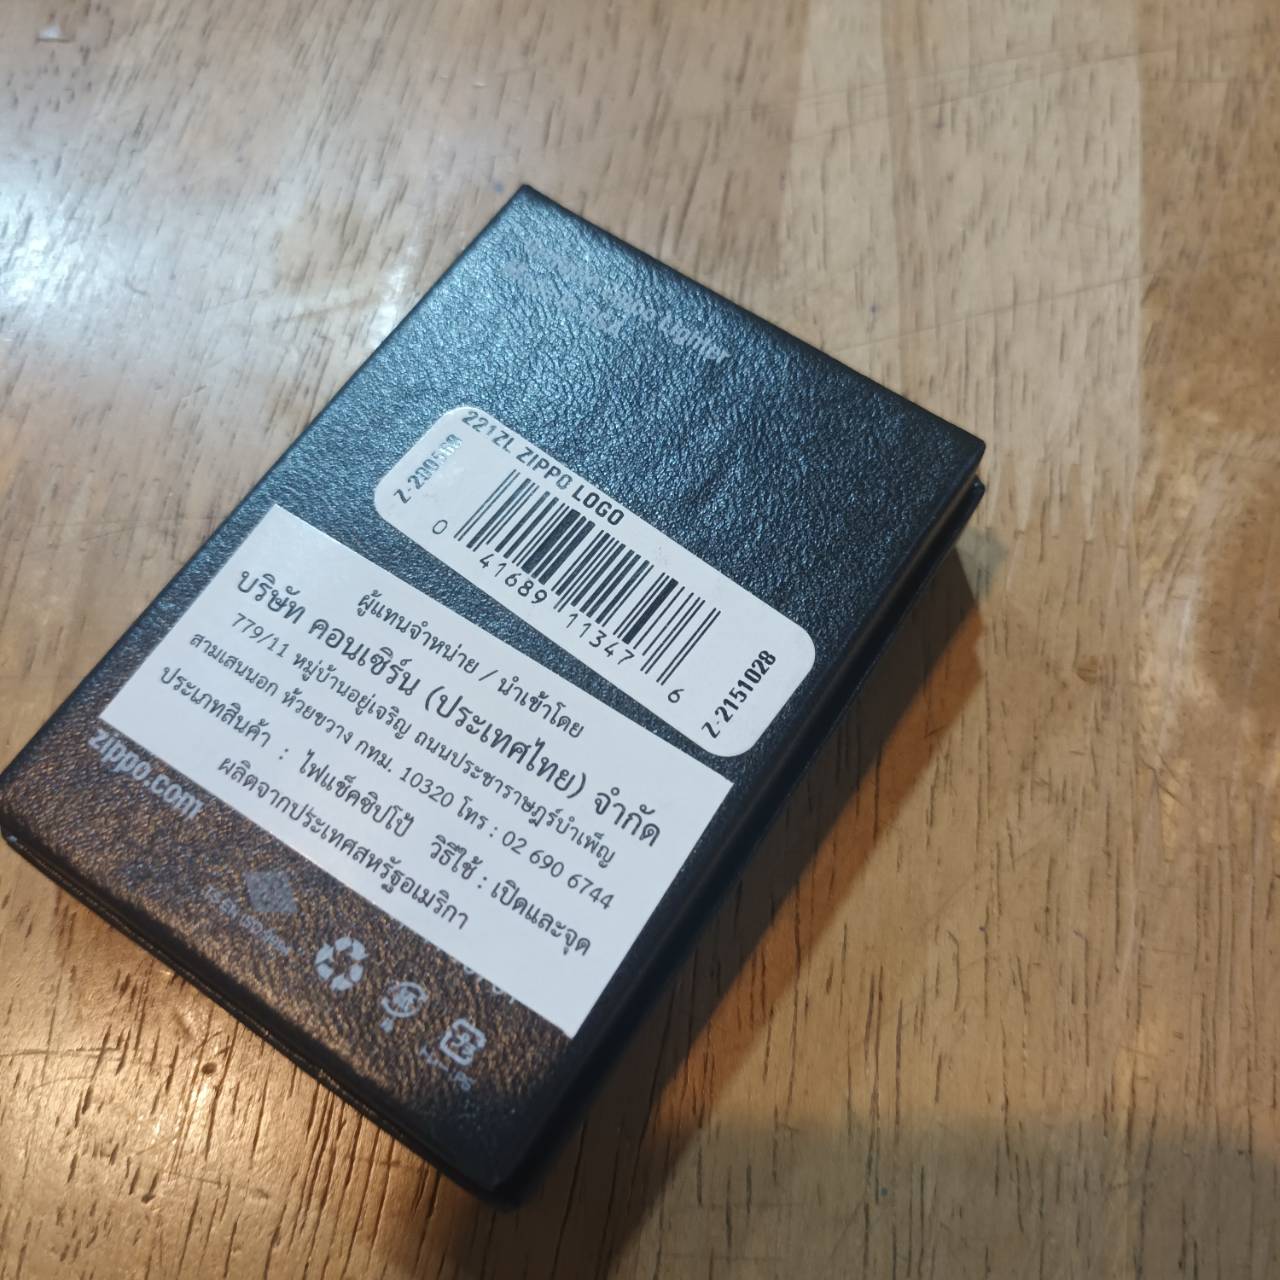 Lighter
221ZL ZIPPO LOGO
0 41689 11347 6
Z-2151028
ผู้แทนจำหน่าย / นำเข้าโดย
บริษัท คอนเซิร์น (ประเทศไทย) จำกัด
779/11 หมู่บ้านอยู่เจริญ ถนนประชาราษฎร์บำเพ็ญ
สามเสนนอก ห้วยขวาง กทม. 10320 โทร : 02 690 6744
ประเภทสินค้า : ไฟแช็คซิปโป้ วิธีใช้ : เปิดและจุด
ผลิตจากประเทศสหรัฐอเมริกา
zippo.com